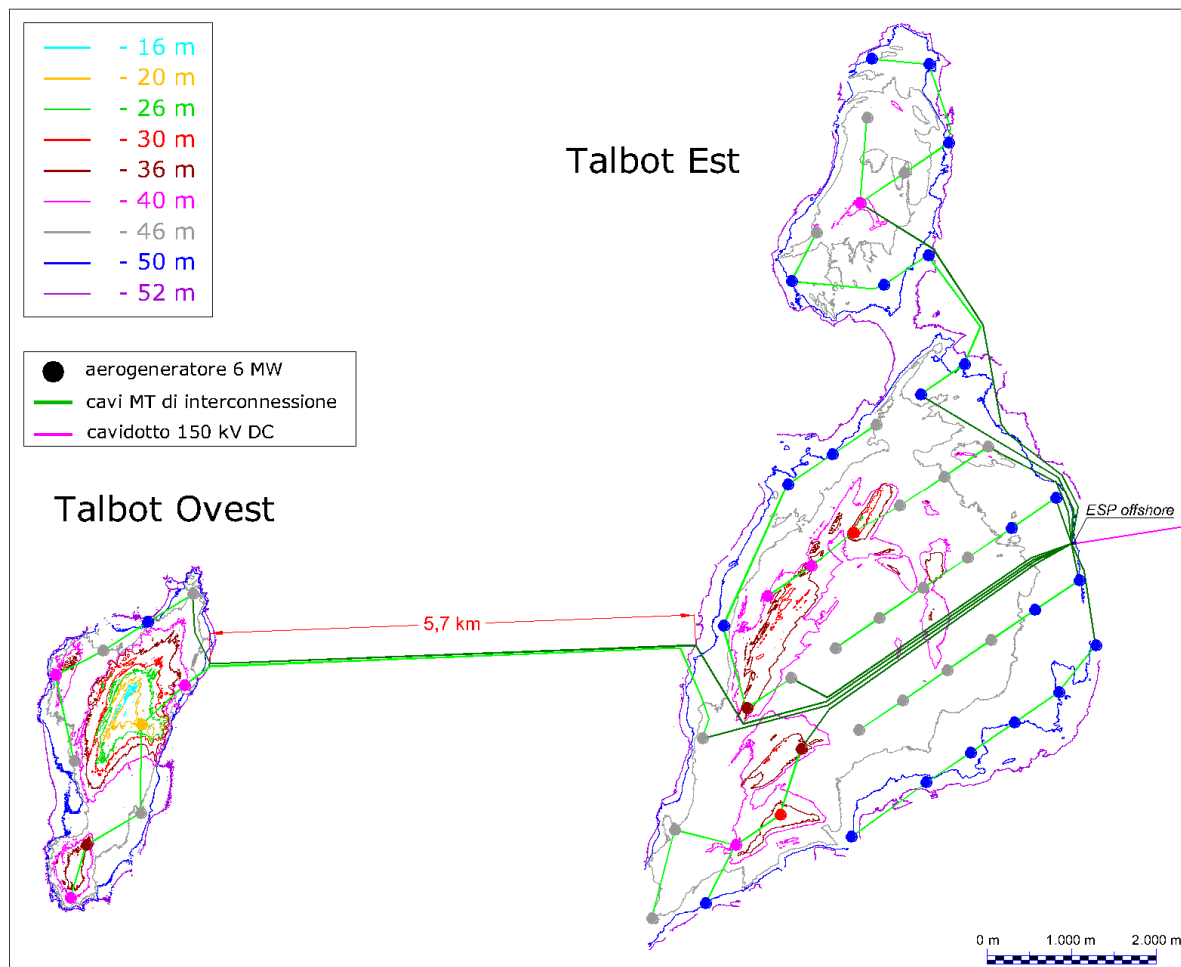 - 16 m
- 20 m
- 26 m
- 30 m
- 36 m
- 40 m
- 46 m
- 50 m
- 52 m
aerogeneratore 6 MW
cavi MT di interconnessione
cavidotto 150 kV DC
Talbot Est
Talbot Ovest
ESP offshore
5,7 km
0 m 1.000 m 2.000 m